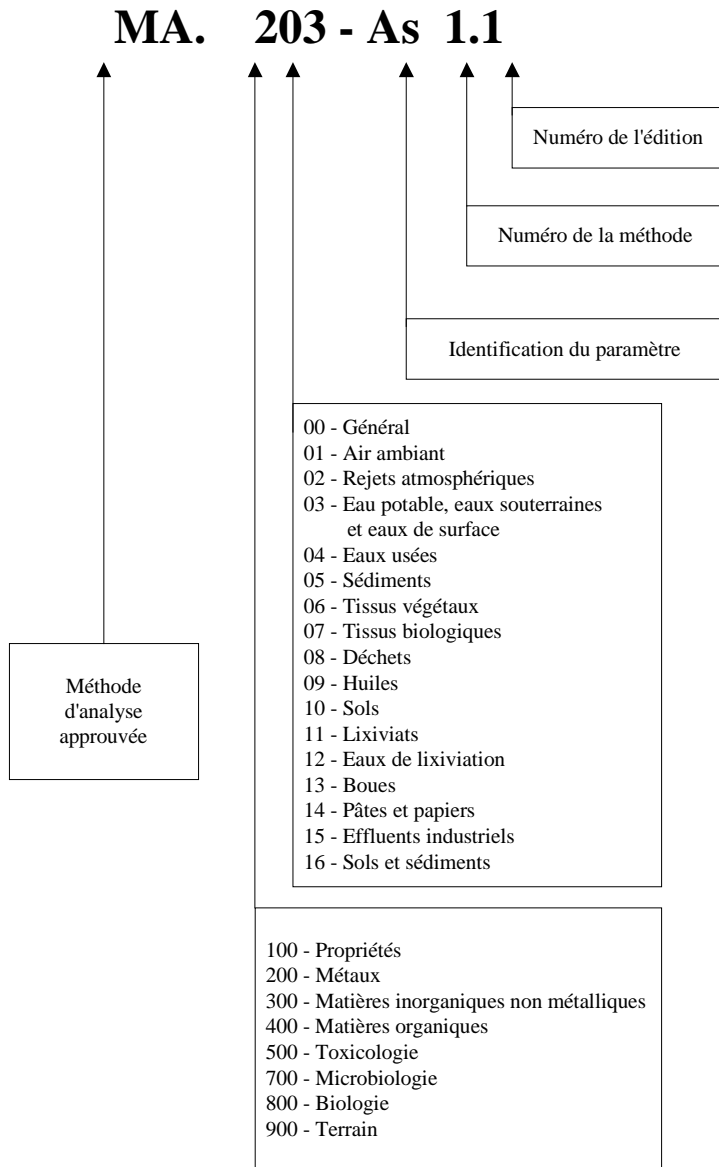 MA. 203 - As 1.1
Numéro de l'édition
Numéro de la méthode
Identification du paramètre
00 - Général
01 - Air ambiant
02 - Rejets atmosphériques
03 - Eau potable, eaux souterraines
et eaux de surface
04 - Eaux usées
05 - Sédiments
06 - Tissus végétaux
07 - Tissus biologiques
08 - Déchets
09 - Huiles
10 - Sols
11 - Lixiviats
12 - Eaux de lixiviation
13 - Boues
14 - Pâtes et papiers
15 - Effluents industriels
16 - Sols et sédiments
Méthode
d'analyse
approuvée
100 - Propriétés
200 - Métaux
300 - Matières inorganiques non métalliques
400 - Matières organiques
500 - Toxicologie
700 - Microbiologie
800 - Biologie
900 - Terrain